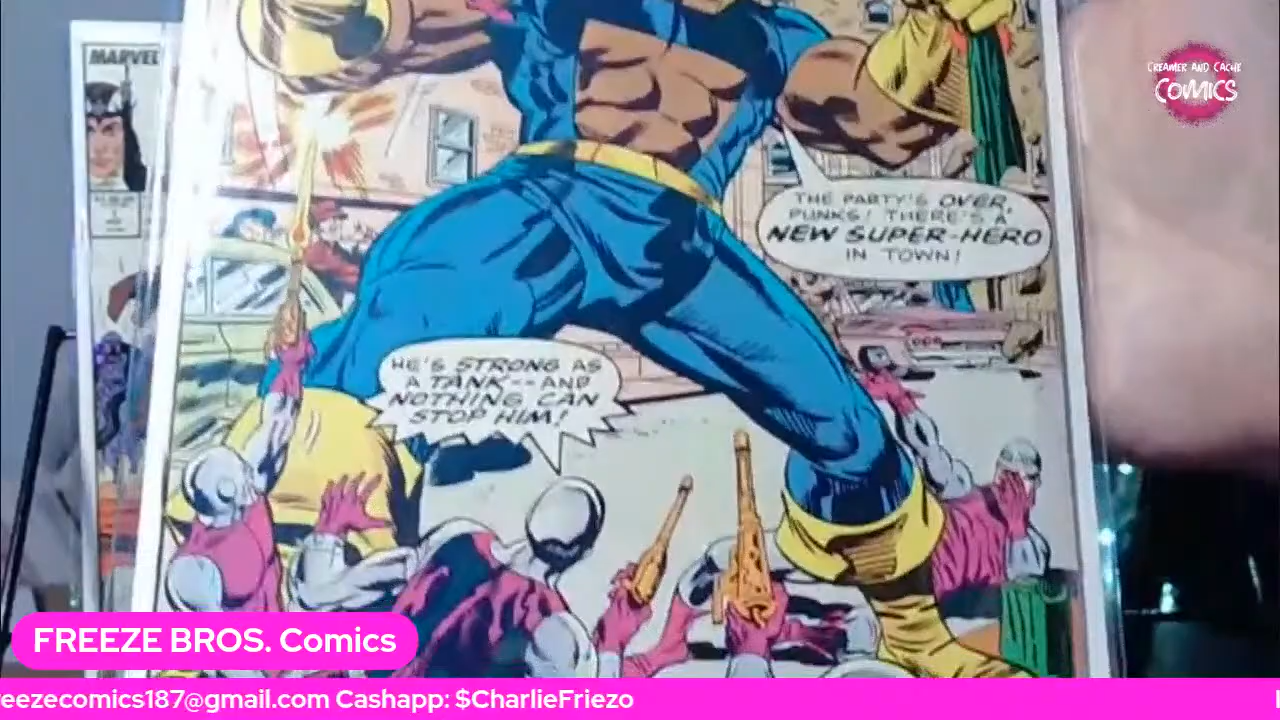 MARVEL
CREAMER AND CACHE
COMICS
THE PARTY'S OVER,
PUNKS! THERE'S A
NEW SUPER-HERO
IN TOWN!
HE'S STRONG AS
A TANK--AND
NOTHING CAN
STOP HIM!
FREEZE BROS. Comics
reezecomics187@gmail.com Cashapp: $CharlieFriezo